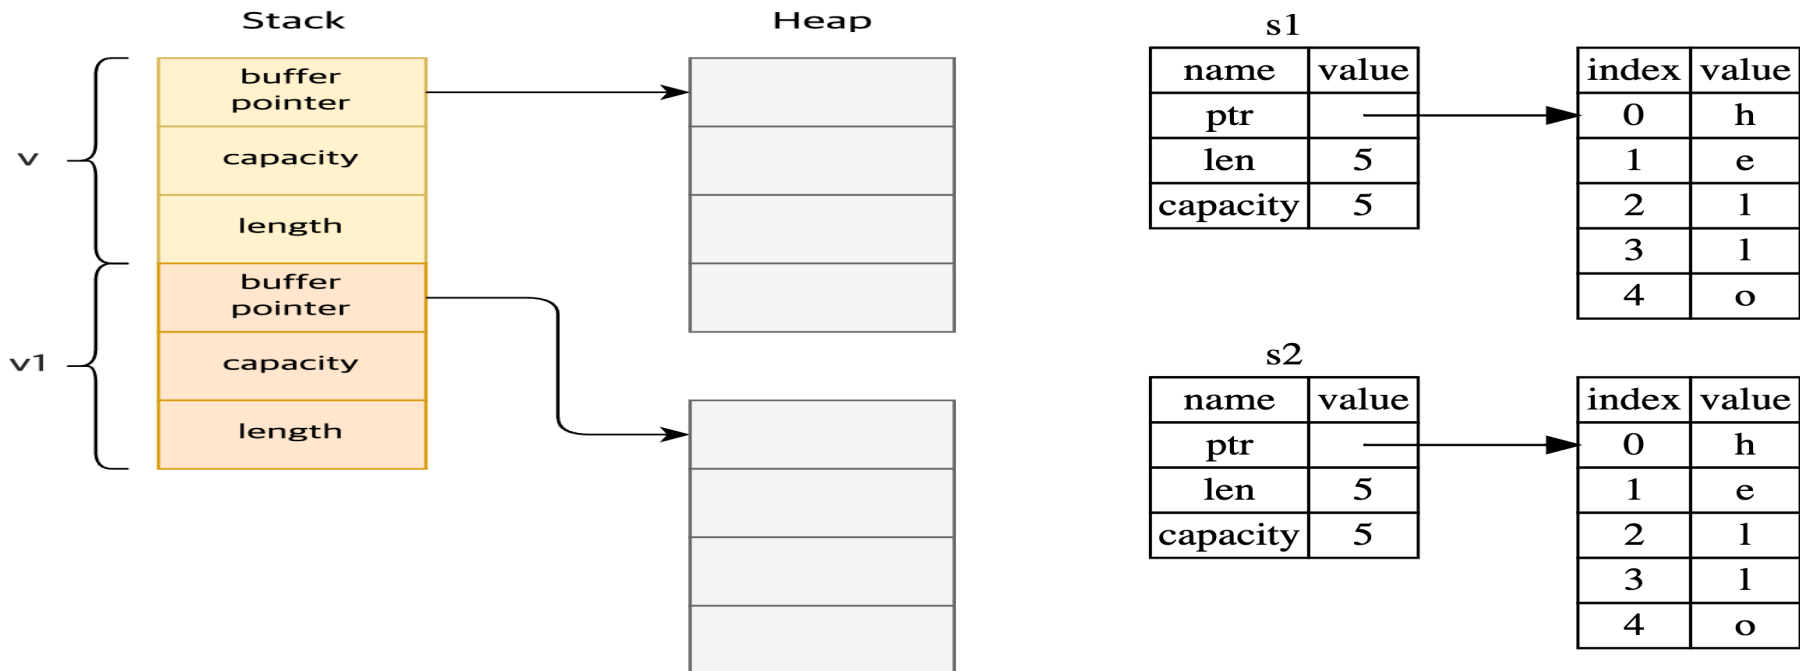 Stack
Heap
v
buffer
pointer
capacity
length
v1
buffer
pointer
capacity
length
s1
name value
ptr
len 5
capacity 5
index value
0 h
1 e
2 l
3 l
4 o
s2
name value
ptr
len 5
capacity 5
index value
0 h
1 e
2 l
3 l
4 o